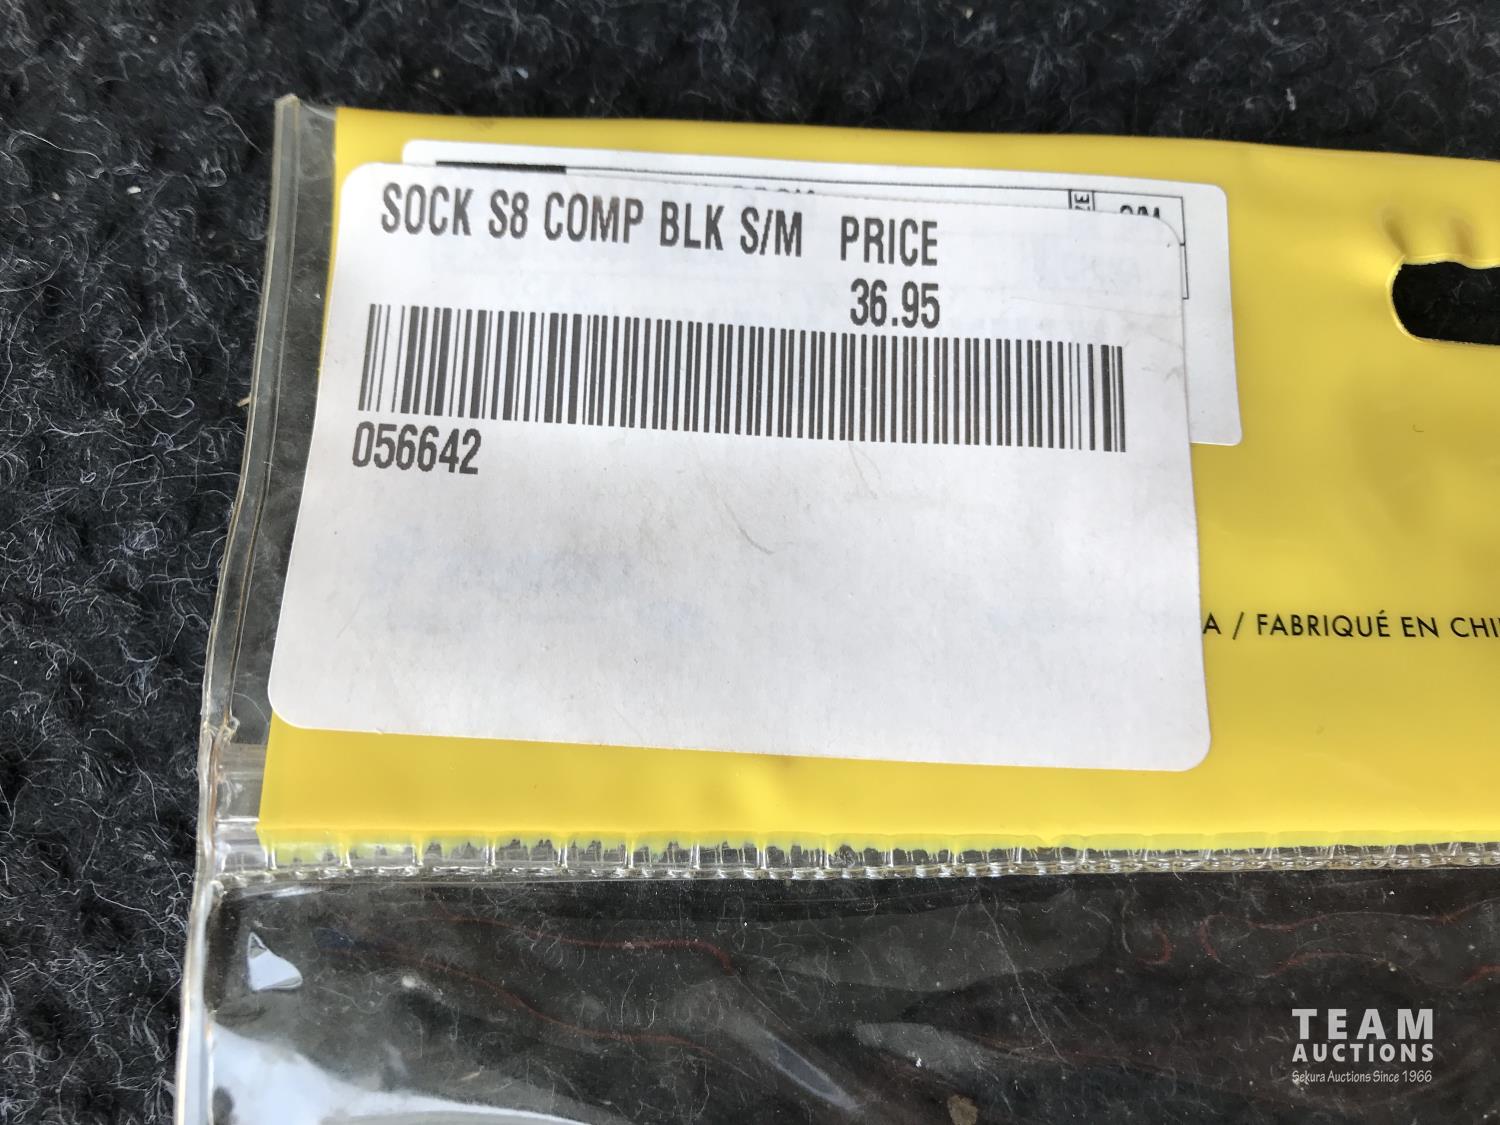 SOCK S8 COMP BLK S/M PRICE
36.95
056642
A / FABRIQUÉ EN CHI
TEAM
AUCTIONS
Sekura Auctions Since 1966